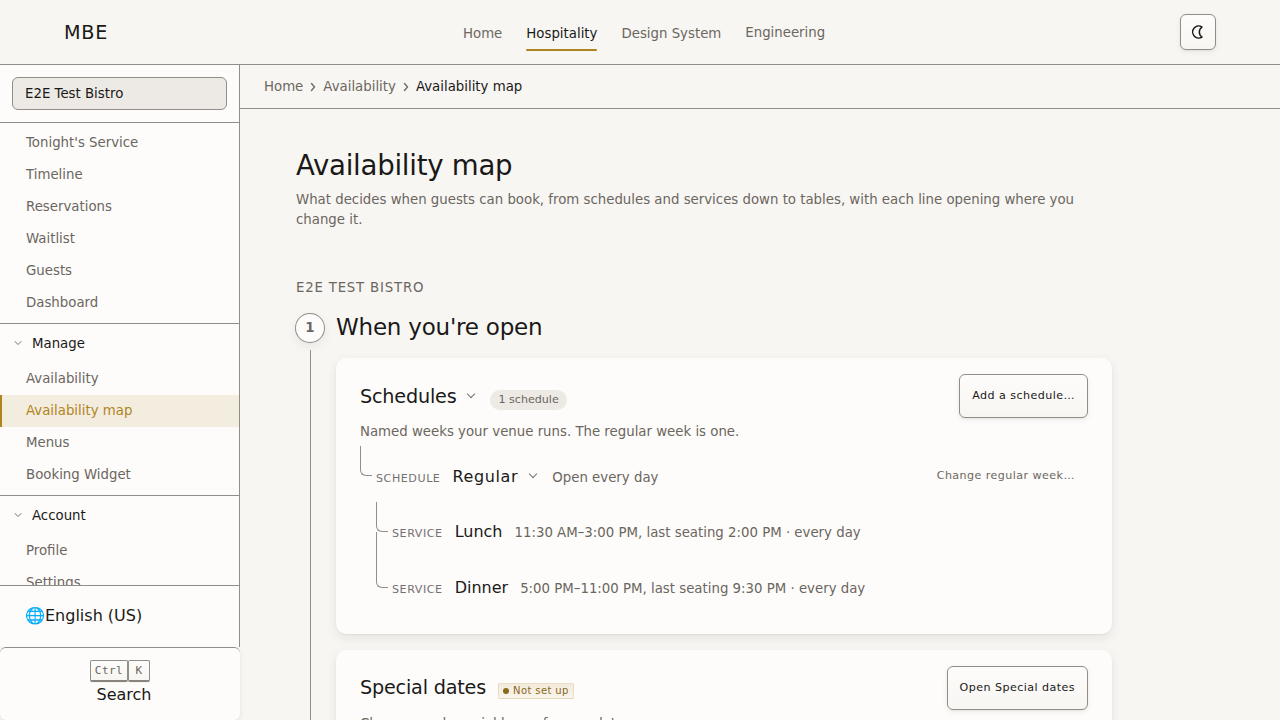 MBE
Home
Hospitality
Design System
Engineering
E2E Test Bistro
Tonight's Service
Timeline
Reservations
Waitlist
Guests
Dashboard
Manage
Availability
Availability map
Menus
Booking Widget
Account
Profile
Settings
🌐English (US)
Ctrl K
Search
Home > Availability > Availability map
Availability map
What decides when guests can book, from schedules and services down to tables, with each line opening where you
change it.
E2E TEST BISTRO
1 When you're open
Schedules 1 schedule
Add a schedule...
Named weeks your venue runs. The regular week is one.
SCHEDULE Regular Open every day
Change regular week...
SERVICE Lunch 11:30 AM–3:00 PM, last seating 2:00 PM · every day
SERVICE Dinner 5:00 PM–11:00 PM, last seating 9:30 PM · every day
Special dates Not set up
Open Special dates